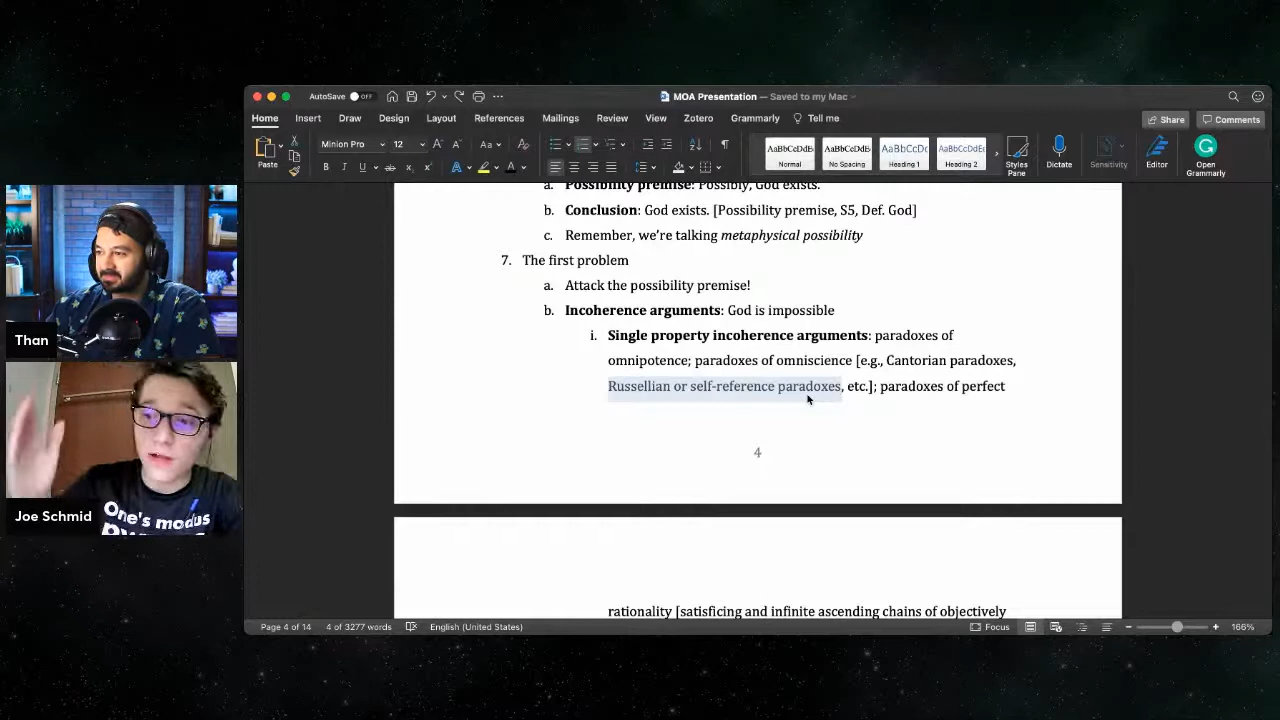 AutoSave OFF
MOA Presentation — Saved to my Mac
Home Insert Draw Design Layout References Mailings Review View Zotero Grammarly Tell me
Share Comments
Paste
Minion Pro 12
AaBbCcDdE AaBbCcDdE AaBbCcDc AaBbCcDdE
Normal No Spacing Heading 1 Heading 2
Styles Pane
Dictate
Sensitivity
Editor
Open Grammarly
a. Possibility premise: Possibly, God exists.
b. Conclusion: God exists. [Possibility premise, S5, Def. God]
c. Remember, we're talking metaphysical possibility
7. The first problem
a. Attack the possibility premise!
b. Incoherence arguments: God is impossible
i. Single property incoherence arguments: paradoxes of
omnipotence; paradoxes of omniscience [e.g., Cantorian paradoxes,
Russellian or self-reference paradoxes, etc.]; paradoxes of perfect
4
rationality [satisficing and infinite ascending chains of objectively
Page 4 of 14 4 of 3277 words English (United States) Focus 166%
Than
Joe Schmid
One's modus